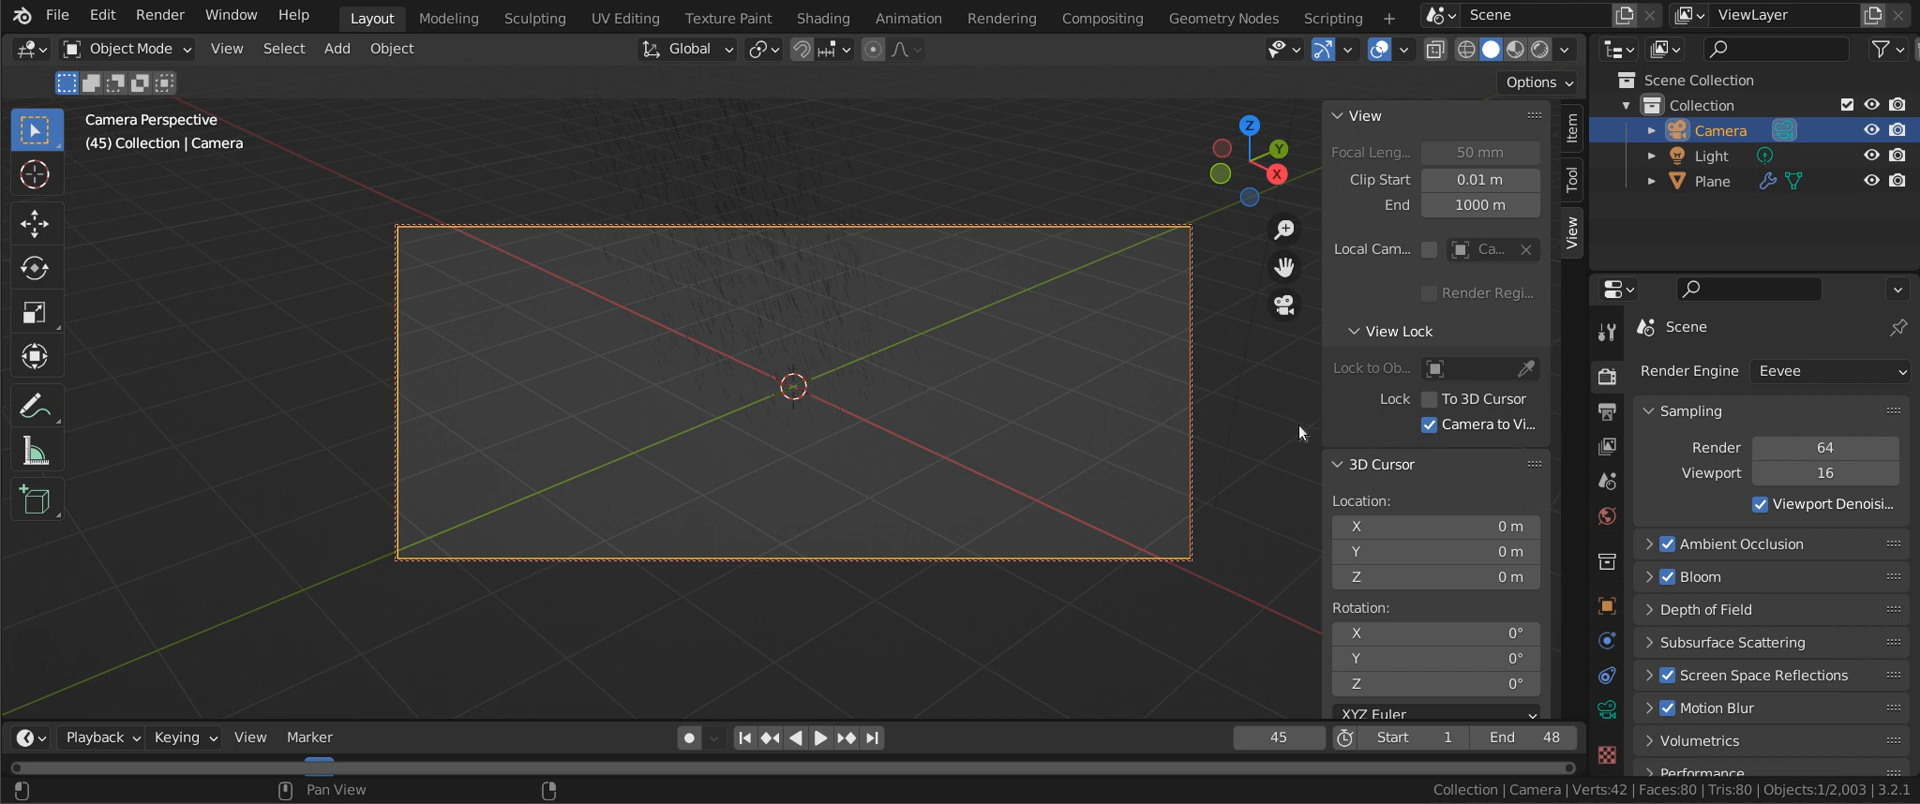 File Edit Render Window Help Layout Modeling Sculpting UV Editing Texture Paint Shading Animation Rendering Compositing Geometry Nodes Scripting + Scene ViewLayer
Object Mode View Select Add Object Global
Options
Camera Perspective
(45) Collection | Camera
Z
Y
X
View
Focal Leng... 50 mm
Clip Start 0.01 m
End 1000 m
Local Cam... Ca...
Render Regi...
View Lock
Lock to Ob...
Lock To 3D Cursor
Camera to Vi...
3D Cursor
Location:
X 0 m
Y 0 m
Z 0 m
Rotation:
X 0°
Y 0°
Z 0°
XYZ Euler
Item
Tool
View
Scene Collection
Collection
Camera
Light
Plane
Scene
Render Engine Eevee
Sampling
Render 64
Viewport 16
Viewport Denoisi...
Ambient Occlusion
Bloom
Depth of Field
Subsurface Scattering
Screen Space Reflections
Motion Blur
Volumetrics
Performance
Playback Keying View Marker 45 Start 1 End 48
Pan View
Collection | Camera | Verts:42 | Faces:80 | Tris:80 | Objects:1/2,003 | 3.2.1